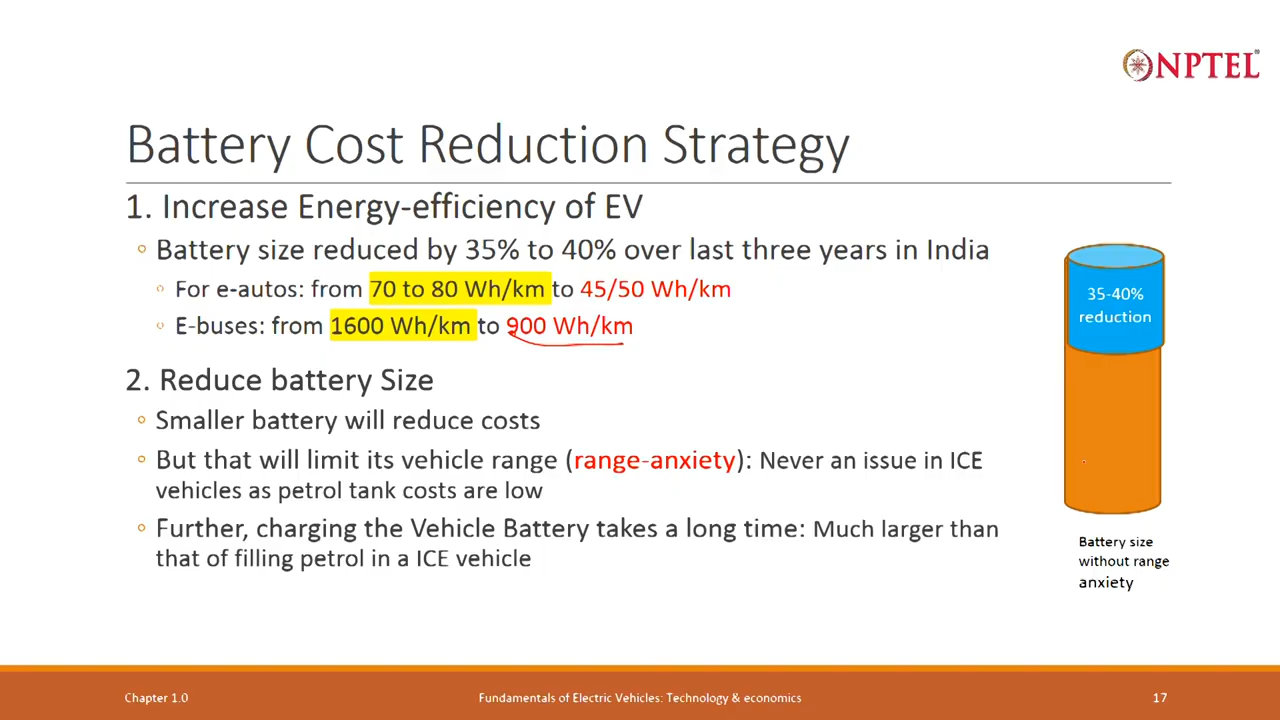 NPTEL
Battery Cost Reduction Strategy
1. Increase Energy-efficiency of EV
◦ Battery size reduced by 35% to 40% over last three years in India
◦ For e-autos: from 70 to 80 Wh/km to 45/50 Wh/km
◦ E-buses: from 1600 Wh/km to 900 Wh/km
2. Reduce battery Size
◦ Smaller battery will reduce costs
◦ But that will limit its vehicle range (range-anxiety): Never an issue in ICE
vehicles as petrol tank costs are low
◦ Further, charging the Vehicle Battery takes a long time: Much larger than
that of filling petrol in a ICE vehicle
35-40%
reduction
Battery size
without range
anxiety
Chapter 1.0
Fundamentals of Electric Vehicles: Technology & economics
17